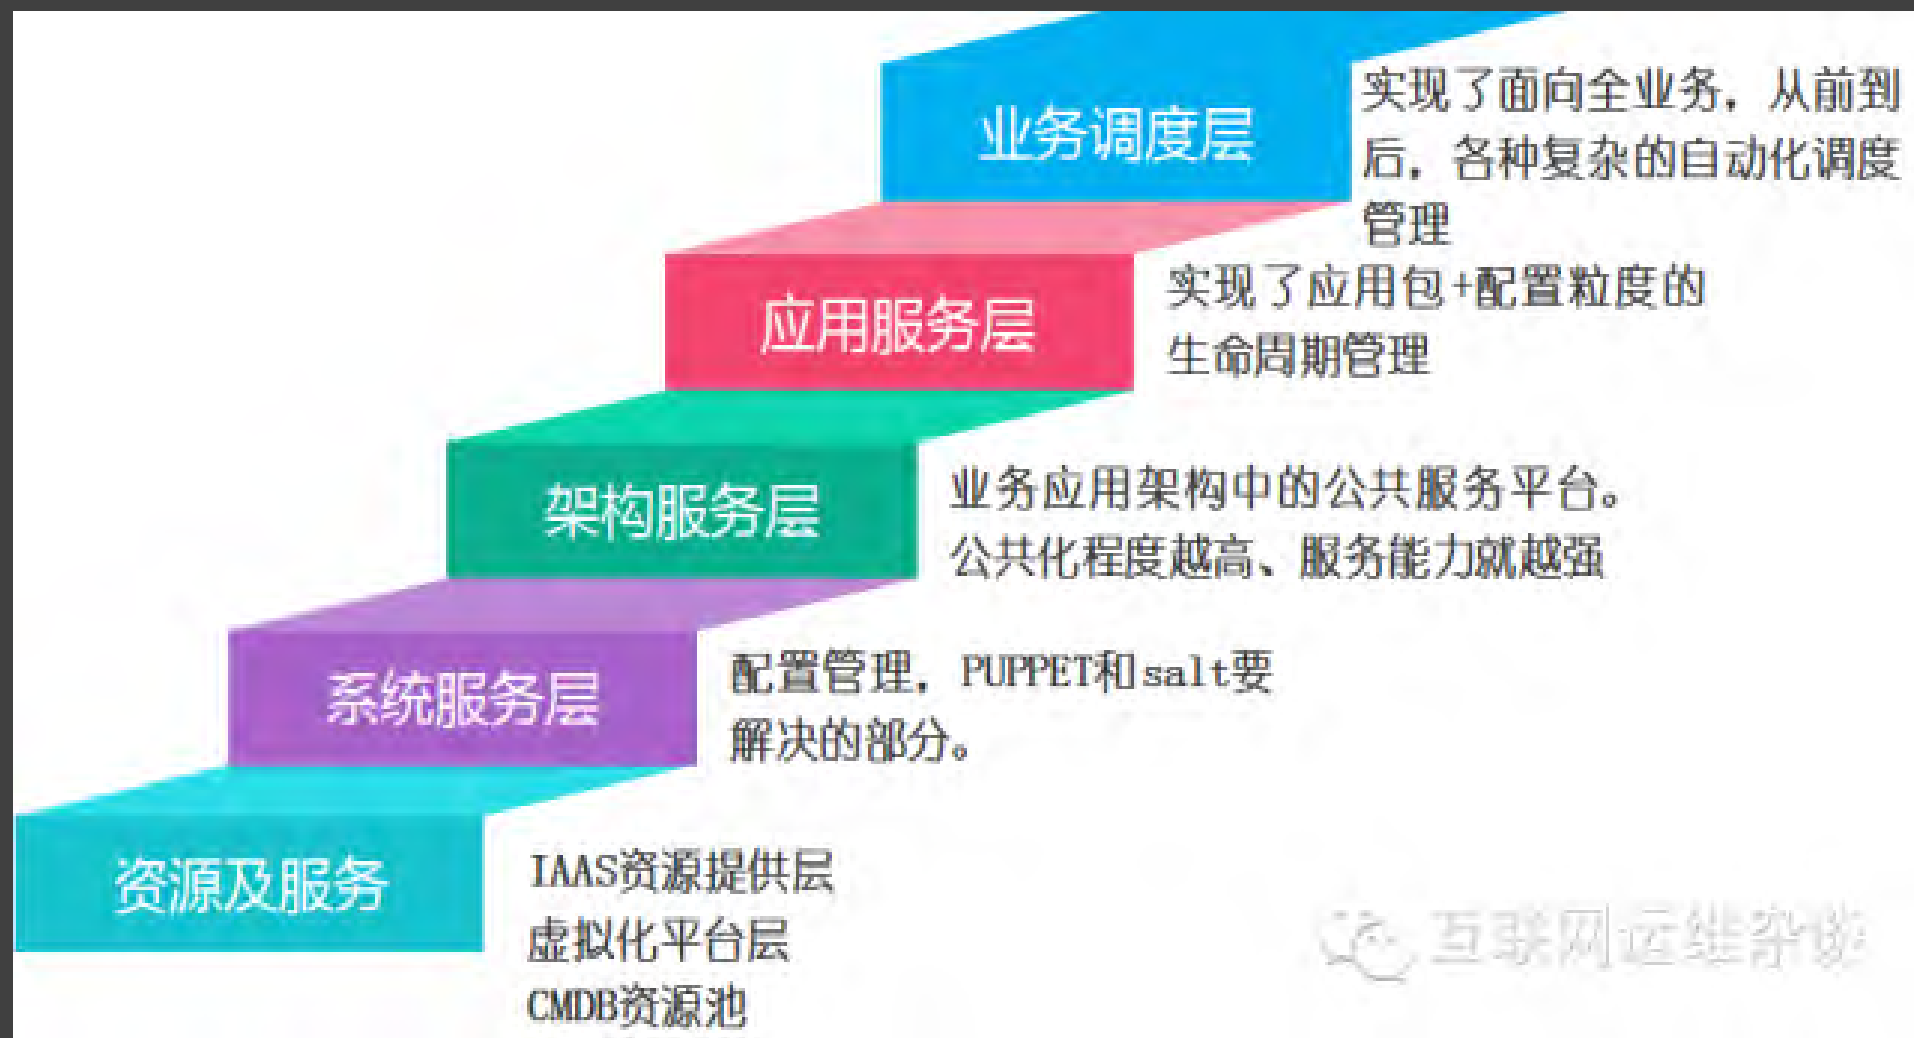 业务调度层
实现了面向全业务，从前到
后，各种复杂的自动化调度
管理
应用服务层
实现了应用包+配置粒度的
生命周期管理
架构服务层
业务应用架构中的公共服务平台。
公共化程度越高、服务能力就越强
系统服务层
配置管理，PUPPET和salt要
解决的部分。
资源及服务
IAAS资源提供层
虚拟化平台层
CMDB资源池
互联网运维杂谈